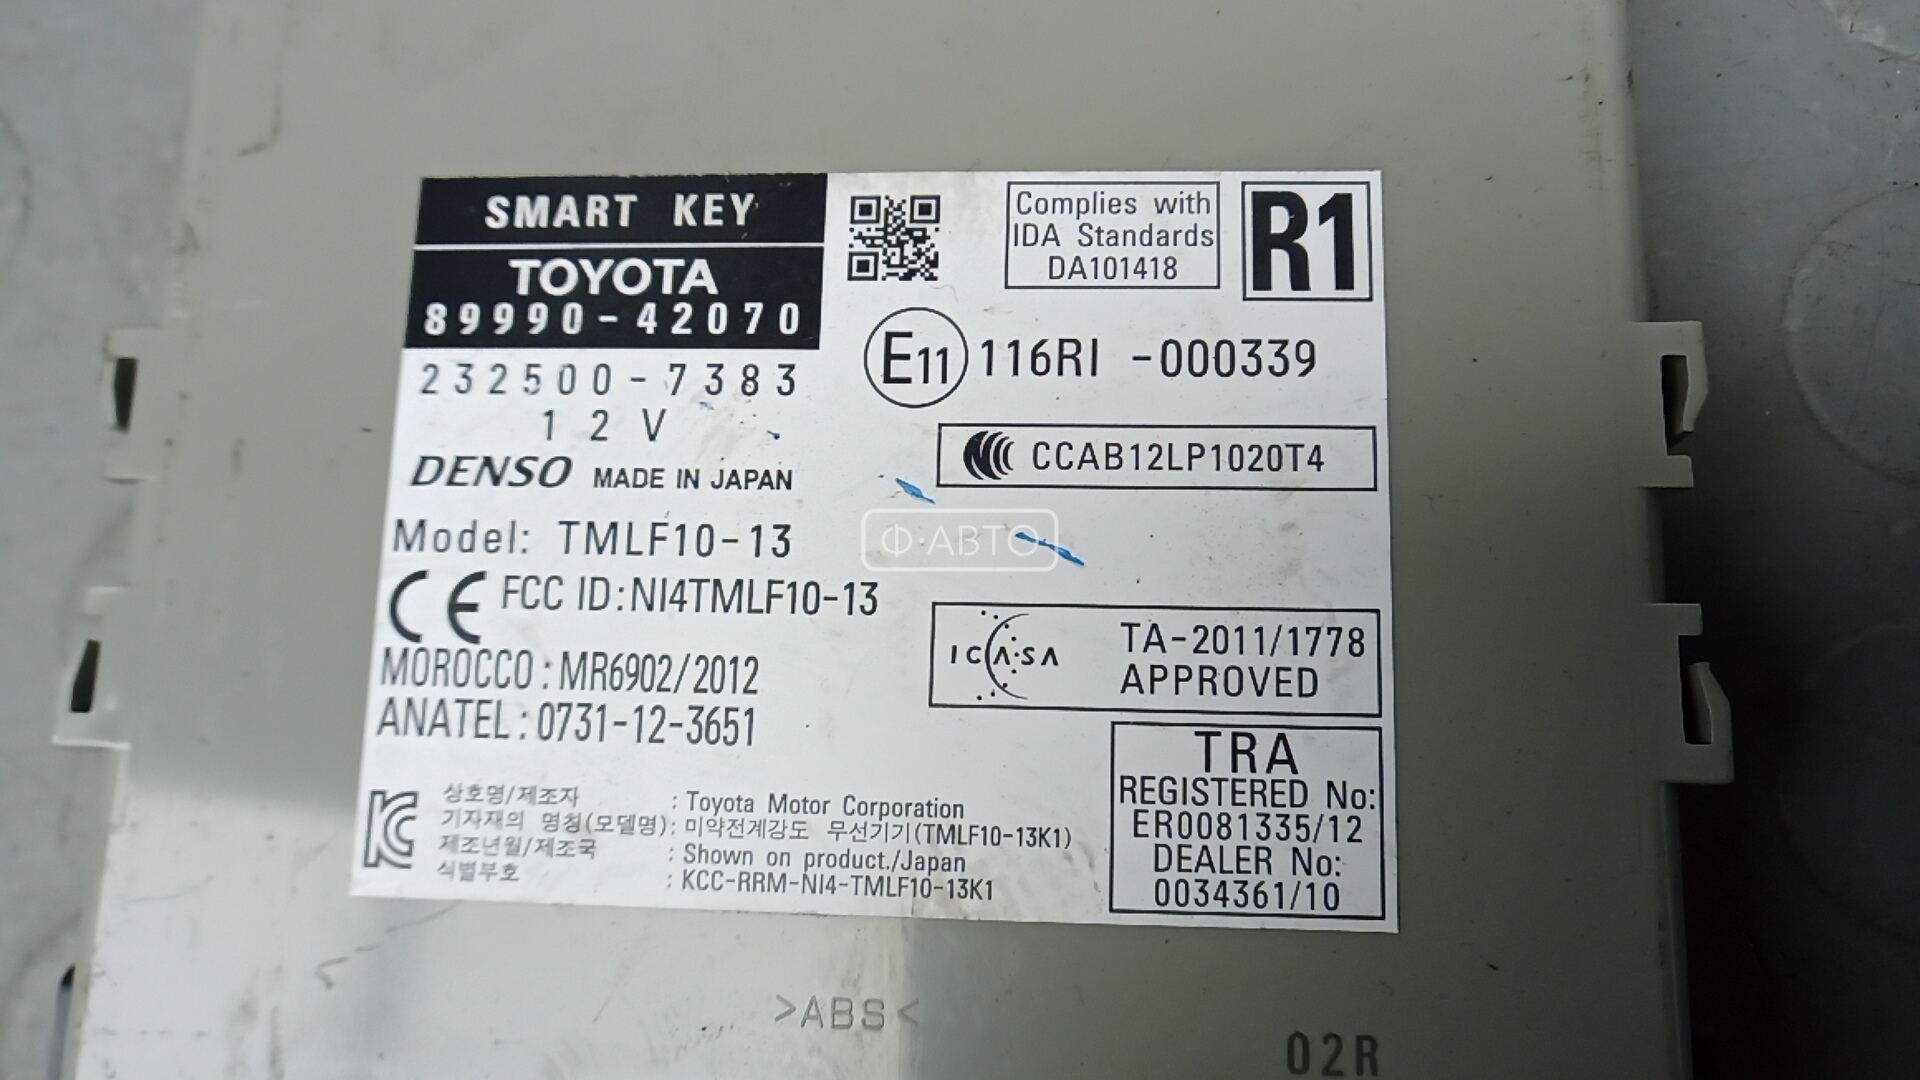 SMART KEY
TOYOTA
89990-42070
232500-7383
12V
DENSO MADE IN JAPAN
Model: TMLF10-13
CE FCC ID:NI4TMLF10-13
MOROCCO: MR6902/2012
ANATEL: 0731-12-3651
Complies with
IDA Standards
DA101418
R1
E11 116RI -000339
CCAB12LP1020T4
Ф·АВТО
ICASA
TA-2011/1778
APPROVED
TRA
REGISTERED No:
ER0081335/12
DEALER No:
0034361/10
상호명/제조자 : Toyota Motor Corporation
기자재의 명칭(모델명): 미약전계강도 무선기기(TMLF10-13K1)
제조년월/제조국 : Shown on product./Japan
식별부호 : KCC-RRM-NI4-TMLF10-13K1
>ABS<
02R